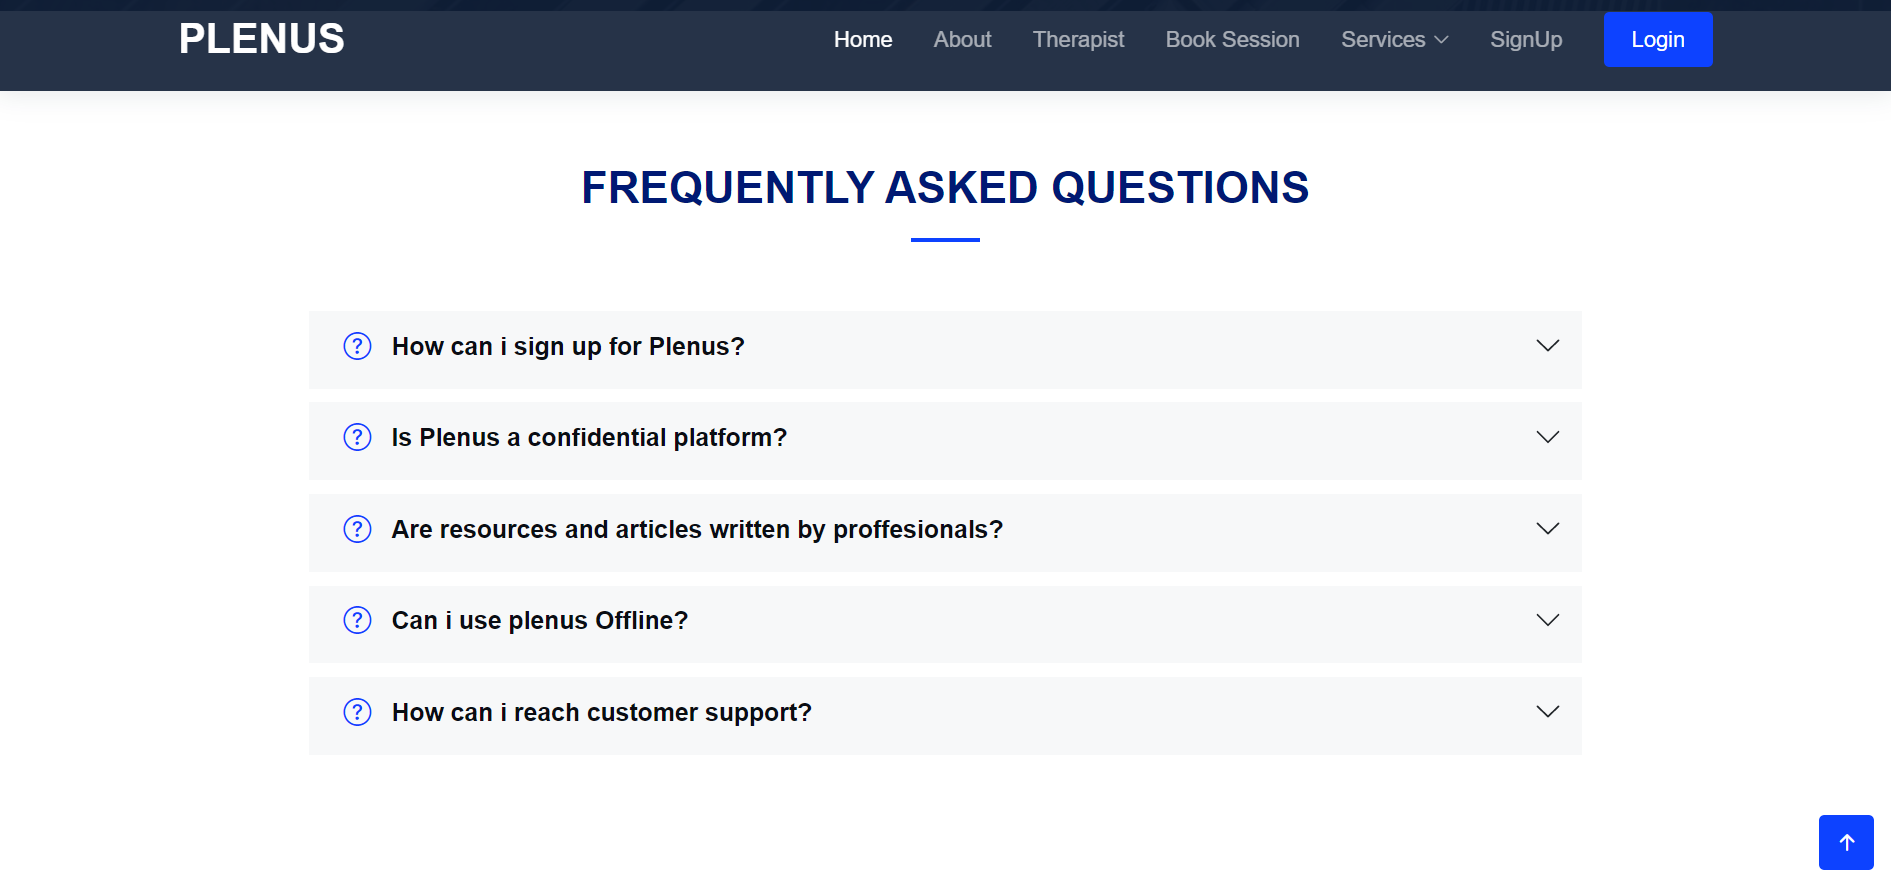 PLENUS
Home About Therapist Book Session Services SignUp Login
FREQUENTLY ASKED QUESTIONS
How can i sign up for Plenus?
Is Plenus a confidential platform?
Are resources and articles written by proffesionals?
Can i use plenus Offline?
How can i reach customer support?